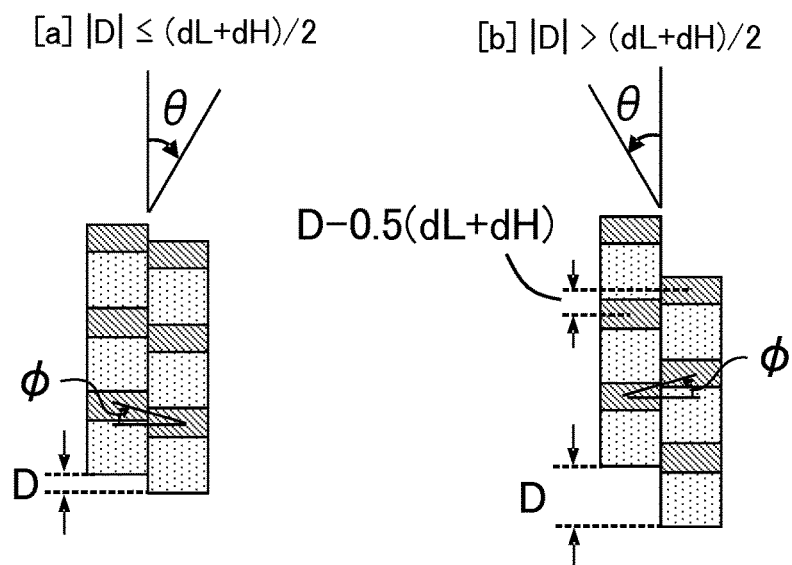 [a] |D| ≤ (dL+dH)/2
[b] |D| > (dL+dH)/2
θ
θ
D−0.5(dL+dH)
ϕ
ϕ
D
D